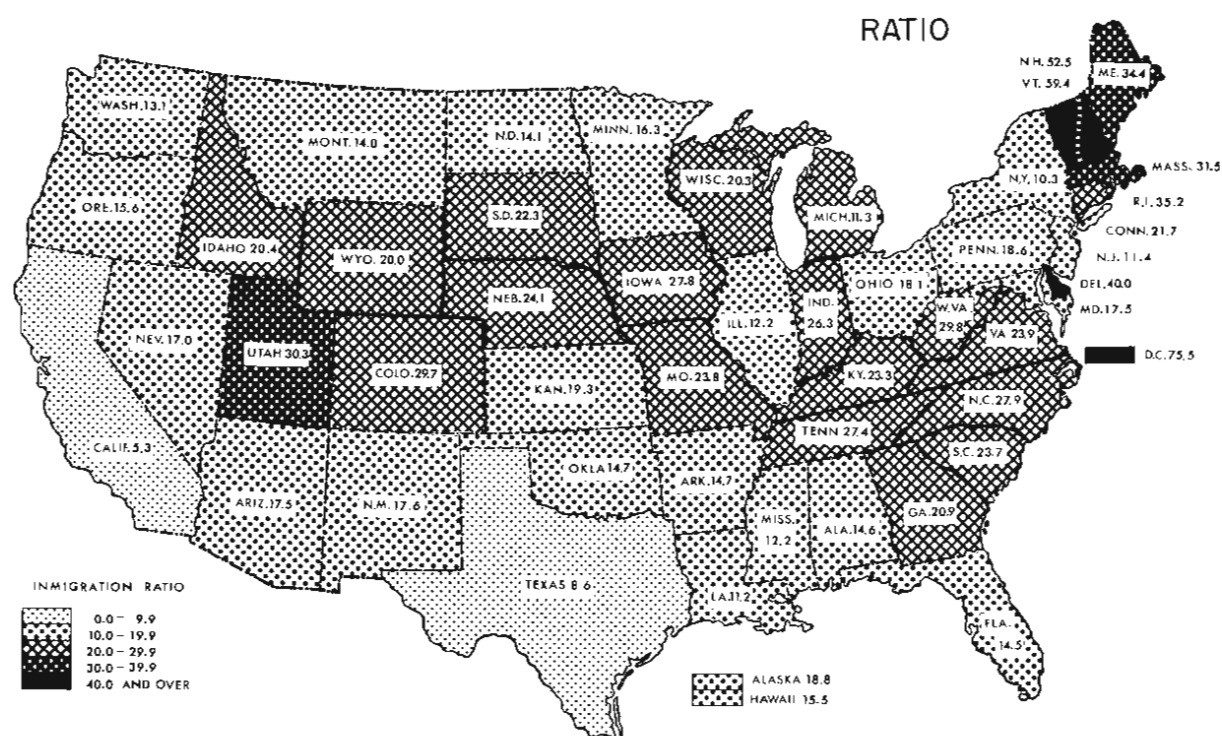 RATIO
N H. 52.5
VT. 59.4
ME. 34.4
WASH. 13.1
MONT. 14.0
N.D. 14.1
MINN. 16.3
ORE. 15.6
IDAHO 20.4
WYO. 20.0
S.D. 22.3
WISC. 20.3
MICH. 11.3
N.Y. 10.3
MASS. 31.5
R.I. 35.2
CONN. 21.7
PENN. 18.6
N.J. 11.4
DEL. 40.0
MD. 17.5
D.C. 75.5
NEV. 17.0
UTAH 30.3
COLO. 29.7
NEB. 24.1
IOWA 27.8
ILL. 12.2
IND.
26.3
OHIO 18.1
W. VA.
29.8
VA 23.9
KAN. 19.3
MO. 23.8
KY. 23.3
N.C. 27.9
TENN 27.4
S.C. 23.7
CALIF. 5.3
ARIZ. 17.5
N.M. 17.6
OKLA 14.7
ARK. 14.7
MISS.
12.2
ALA. 14.6
GA. 20.9
TEXAS 8.6
LA. 11.2
FLA.
14.5
INMIGRATION RATIO
0.0 - 9.9
10.0 - 19.9
20.0 - 29.9
30.0 - 39.9
40.0 AND OVER
ALASKA 18.8
HAWAII 15.5